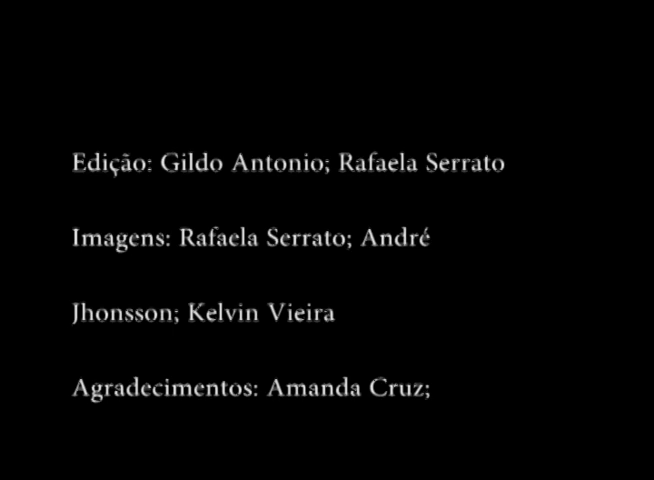 Edição: Gildo Antonio; Rafaela Serrato
Imagens: Rafaela Serrato; André
Jhonsson; Kelvin Vieira
Agradecimentos: Amanda Cruz;